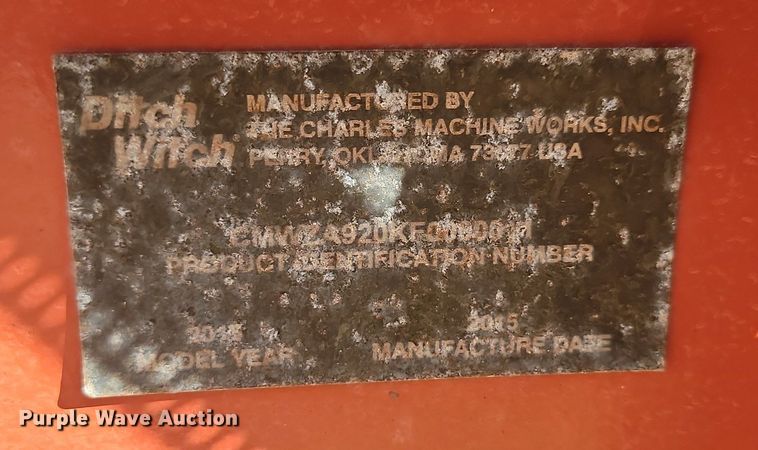 Ditch Witch
MANUFACTURED BY
THE CHARLES MACHINE WORKS, INC.
PERRY, OKLAHOMA USA
PRODUCT IDENTIFICATION NUMBER
2015
MODEL YEAR
MANUFACTURE DATE
Purple Wave Auction